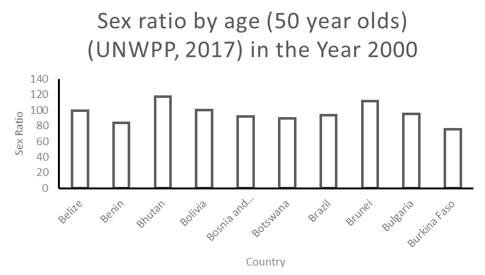 Sex ratio by age (50 year olds)
(UNWPP, 2017) in the Year 2000
140
120
100
80
60
40
20
0
Sex Ratio
Belize
Benin
Bhutan
Bolivia
Bosnia and...
Botswana
Brazil
Brunei
Bulgaria
Burkina Faso
Country